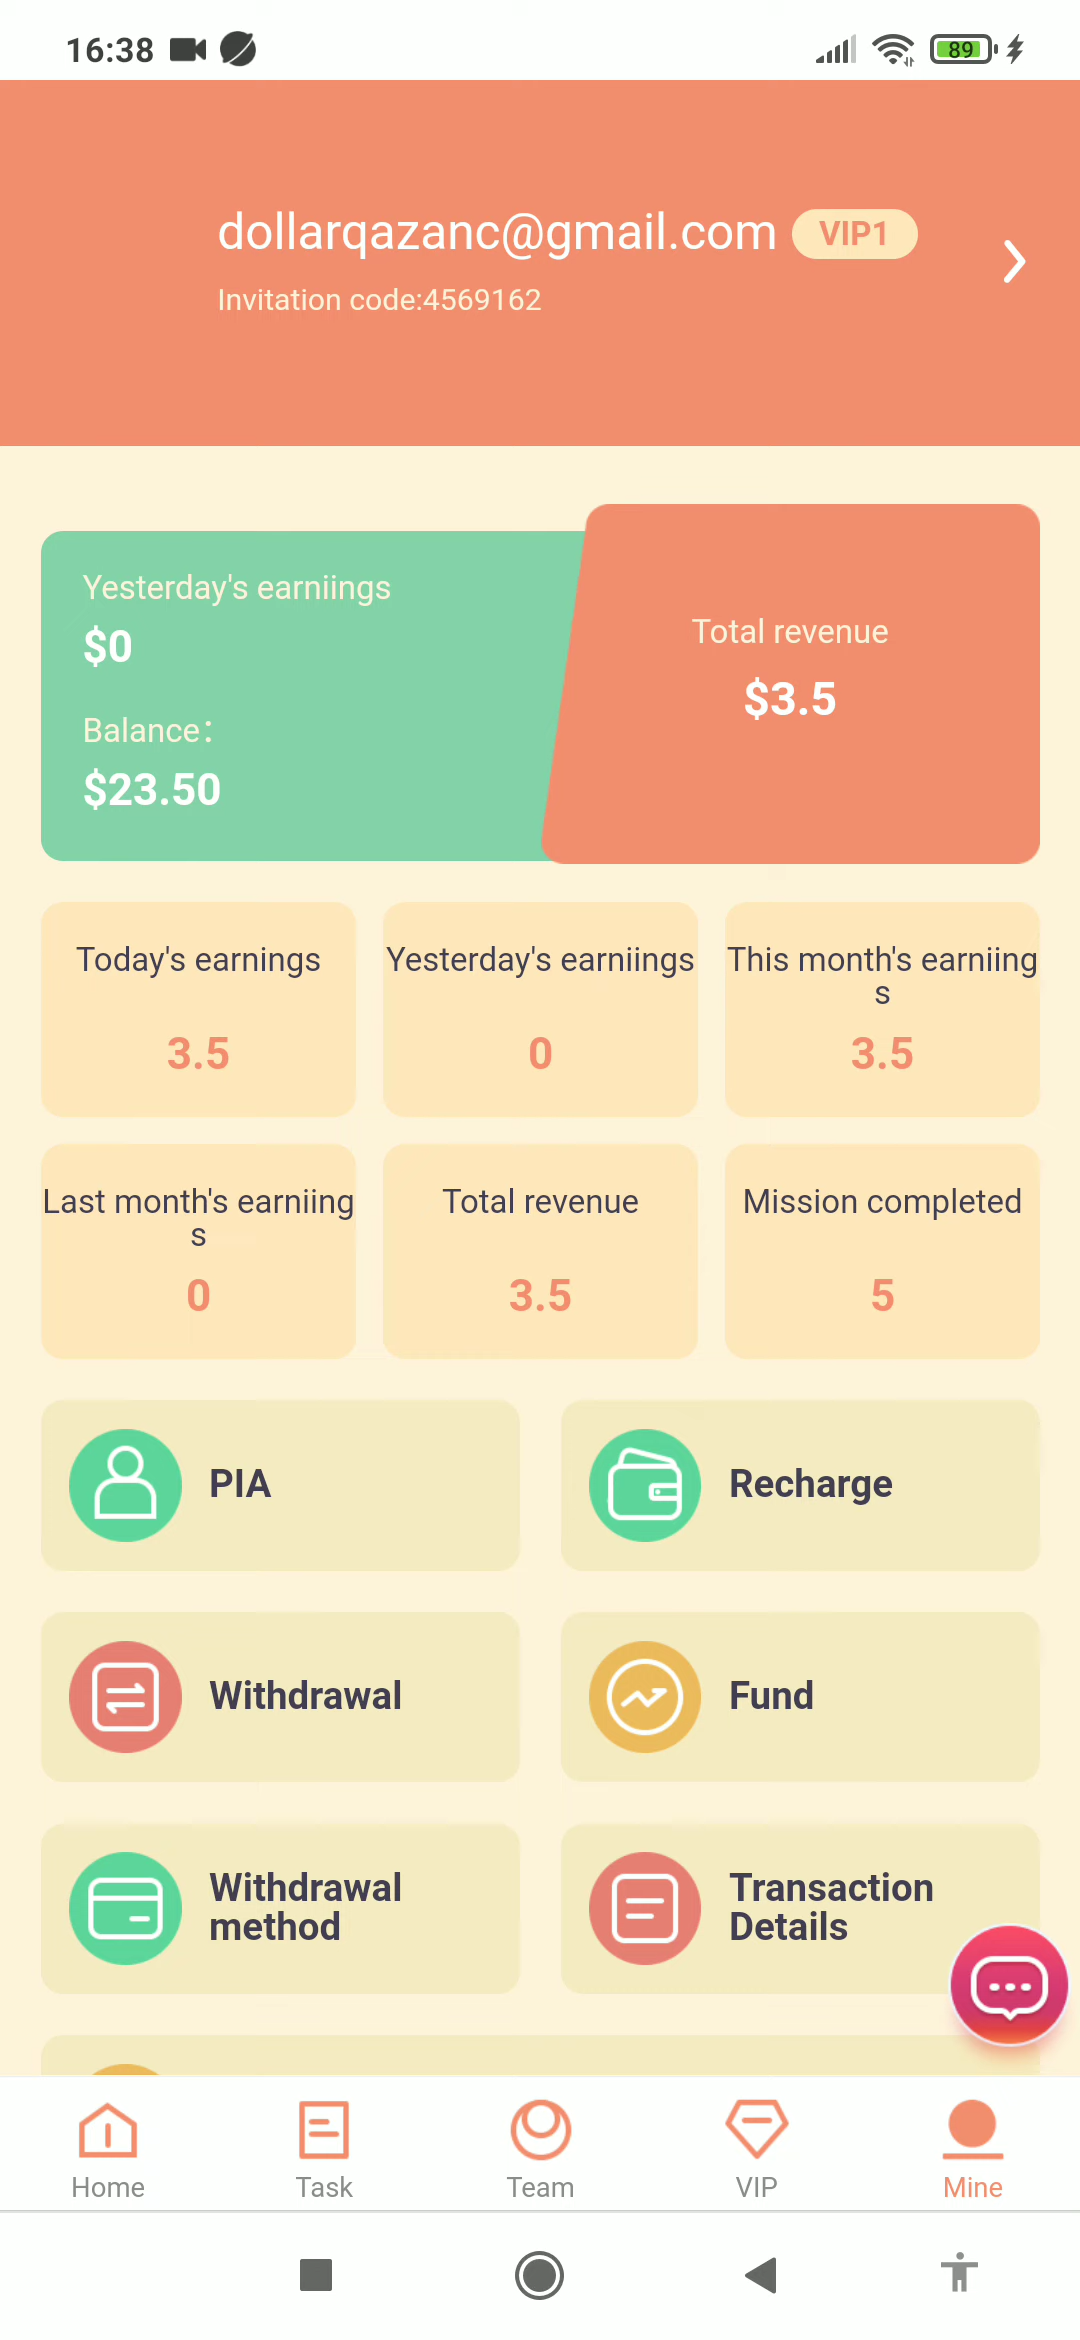 16:38
89
dollarqazanc@gmail.com VIP1
Invitation code:4569162
Yesterday's earniings
$0
Balance：
$23.50
Total revenue
$3.5
Today's earnings
3.5
Yesterday's earniings
0
This month's earniing
s
3.5
Last month's earniing
s
0
Total revenue
3.5
Mission completed
5
PIA
Recharge
Withdrawal
Fund
Withdrawal
method
Transaction
Details
Home
Task
Team
VIP
Mine